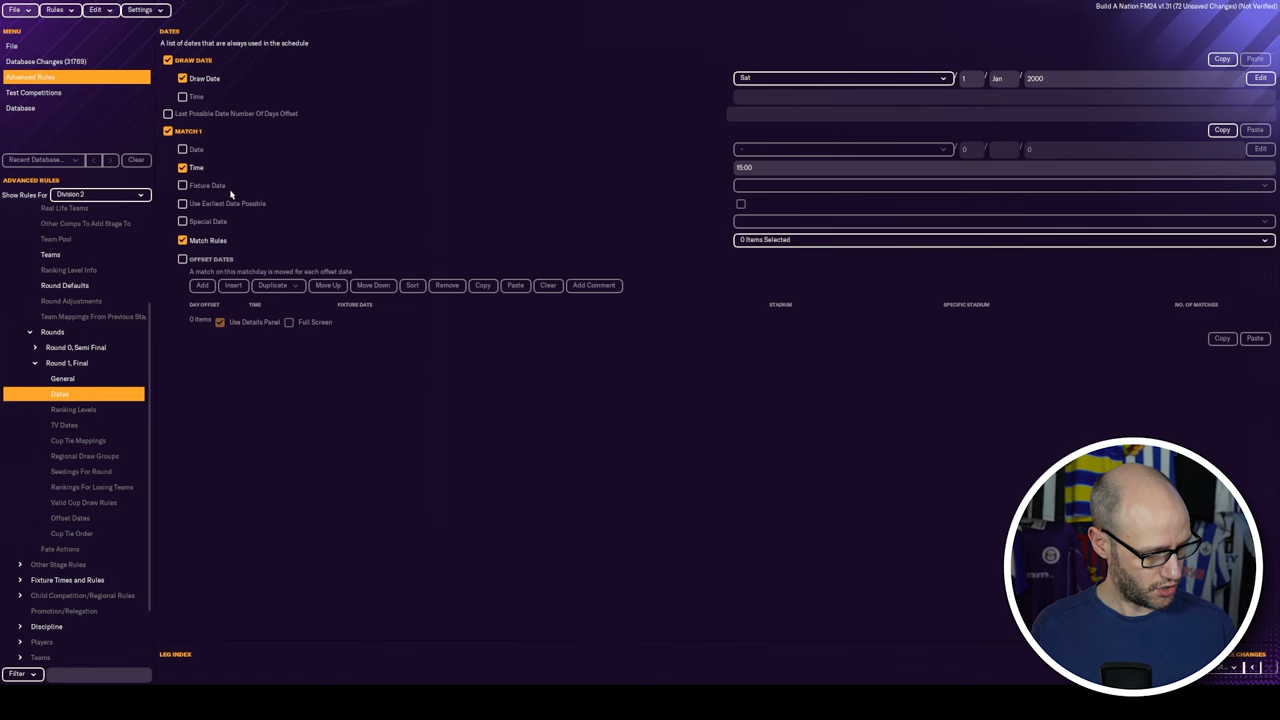 File Rules Edit Settings
Build A Nation FM24 v1.31 (72 Unsaved Changes) (Not Verified)
MENU
File
Database Changes (31769)
Advanced Rules
Test Competitions
Database
Recent Database... Clear
ADVANCED RULES
Show Rules For Division 2
Real Life Teams
Other Comps To Add Stage To
Team Pool
Teams
Ranking Level Info
Round Defaults
Round Adjustments
Team Mappings From Previous Sta
Rounds
Round 0, Semi Final
Round 1, Final
General
Dates
Ranking Levels
TV Dates
Cup Tie Mappings
Regional Draw Groups
Seedings For Round
Rankings For Losing Teams
Valid Cup Draw Rules
Offset Dates
Cup Tie Order
Fate Actions
Other Stage Rules
Fixture Times and Rules
Child Competition/Regional Rules
Promotion/Relegation
Discipline
Players
Teams
Filter
DATES
A list of dates that are always used in the schedule
DRAW DATE
Copy Paste
Draw Date Sat / 1 / Jan / 2000 Edit
Time
Last Possible Date Number Of Days Offset
MATCH 1
Copy Paste
Date - / 0 / / 0 Edit
Time 15:00
Fixture Date
Use Earliest Date Possible
Special Date
Match Rules 0 Items Selected
OFFSET DATES
A match on this matchday is moved for each offset date
Add Insert Duplicate Move Up Move Down Sort Remove Copy Paste Clear Add Comment
DAY OFFSET TIME FIXTURE DATE STADIUM SPECIFIC STADIUM NO. OF MATCHES
0 items Use Details Panel Full Screen
Copy Paste
LEG INDEX
CHANGES